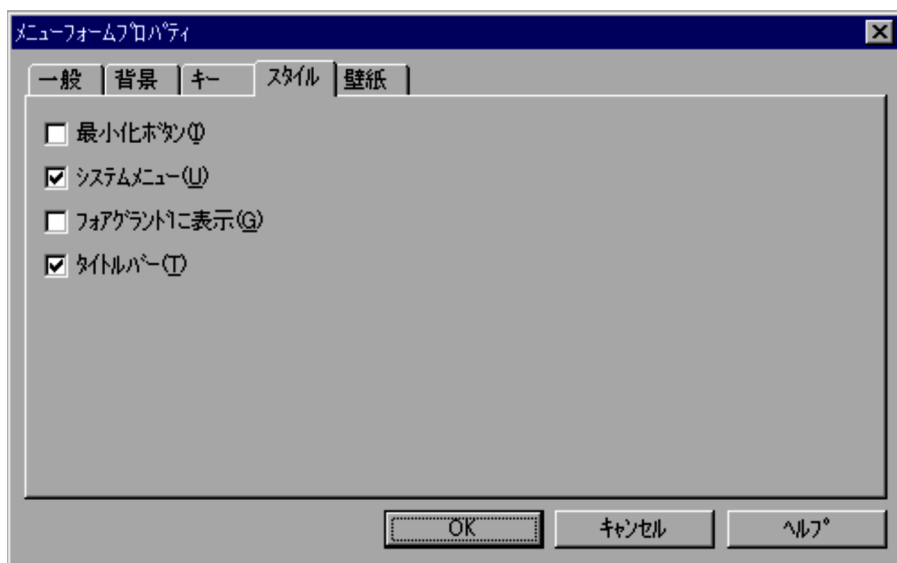 ﾒﾆｭｰﾌｫｰﾑﾌﾟﾛﾊﾟﾃｨ
一般 背景 ｷｰ ｽﾀｲﾙ 壁紙
最小化ﾎﾞﾀﾝ(I)
ｼｽﾃﾑﾒﾆｭｰ(U)
ﾌｫｱｸﾞﾗﾝﾄﾞに表示(G)
ﾀｲﾄﾙﾊﾞｰ(T)
OK ｷｬﾝｾﾙ ﾍﾙﾌﾟ